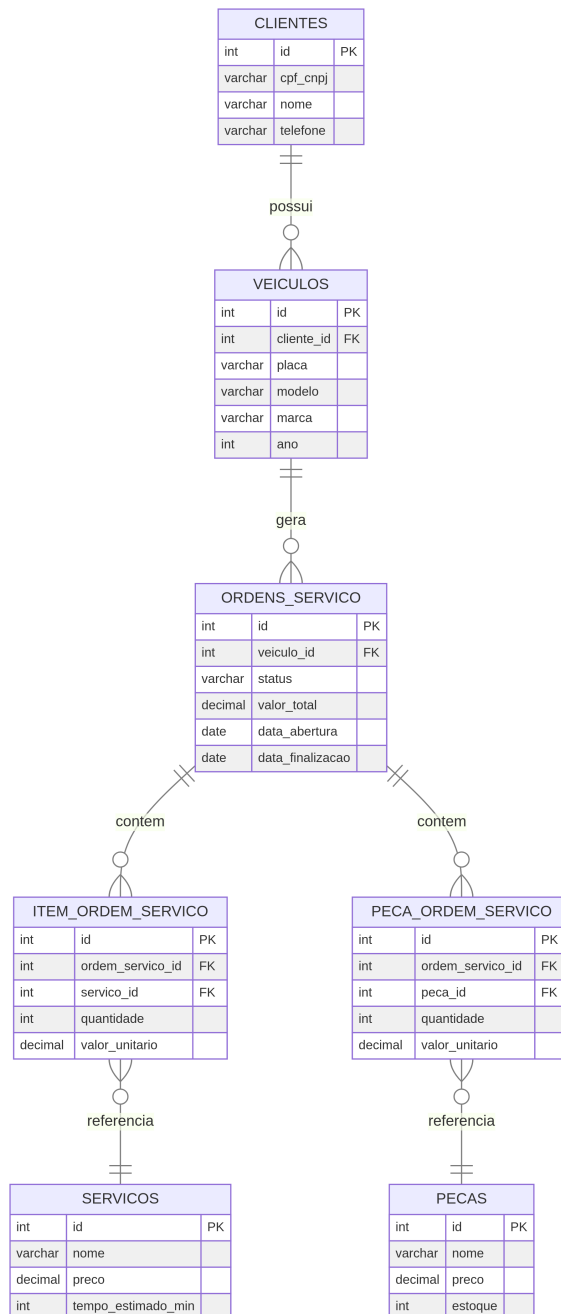 CLIENTES
int id PK
varchar cpf_cnpj
varchar nome
varchar telefone
possui
VEICULOS
int id PK
int cliente_id FK
varchar placa
varchar modelo
varchar marca
int ano
gera
ORDENS_SERVICO
int id PK
int veiculo_id FK
varchar status
decimal valor_total
date data_abertura
date data_finalizacao
contem
contem
ITEM_ORDEM_SERVICO
int id PK
int ordem_servico_id FK
int servico_id FK
int quantidade
decimal valor_unitario
PECA_ORDEM_SERVICO
int id PK
int ordem_servico_id FK
int peca_id FK
int quantidade
decimal valor_unitario
referencia
referencia
SERVICOS
int id PK
varchar nome
decimal preco
int tempo_estimado_min
PECAS
int id PK
varchar nome
decimal preco
int estoque